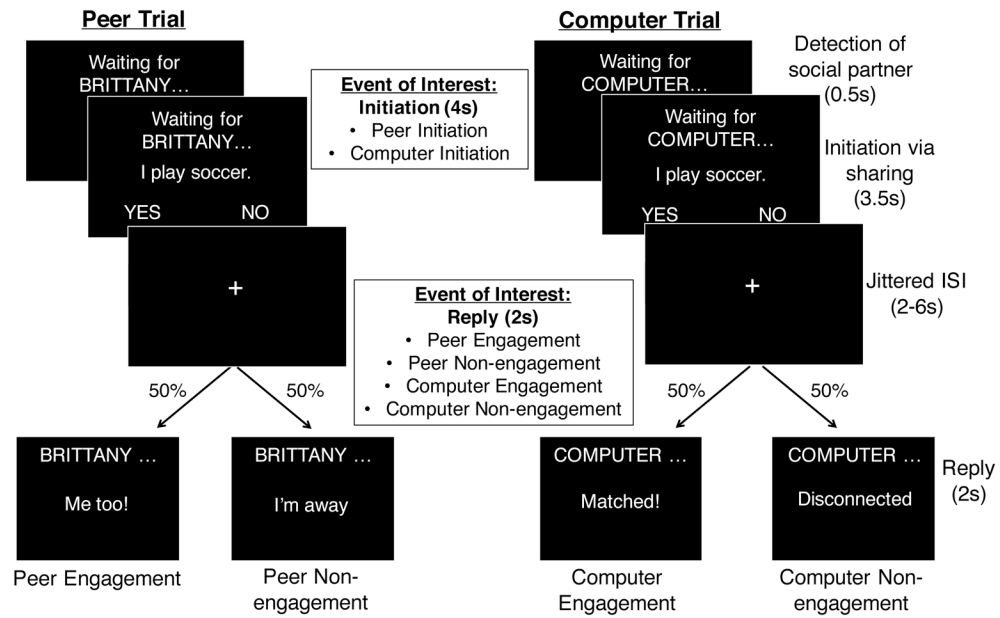 Peer Trial
Waiting for
BRITTANY…
Waiting for
BRITTANY…
I play soccer.
YES NO
+
50% 50%
BRITTANY …
Me too!
Peer Engagement
BRITTANY …
I'm away
Peer Non-
engagement
Event of Interest:
Initiation (4s)
• Peer Initiation
• Computer Initiation
Event of Interest:
Reply (2s)
• Peer Engagement
• Peer Non-engagement
• Computer Engagement
• Computer Non-engagement
Computer Trial
Waiting for
COMPUTER…
Waiting for
COMPUTER…
I play soccer.
YES NO
+
50% 50%
COMPUTER …
Matched!
Computer
Engagement
COMPUTER …
Disconnected
Computer Non-
engagement
Detection of
social partner
(0.5s)
Initiation via
sharing
(3.5s)
Jittered ISI
(2-6s)
Reply
(2s)